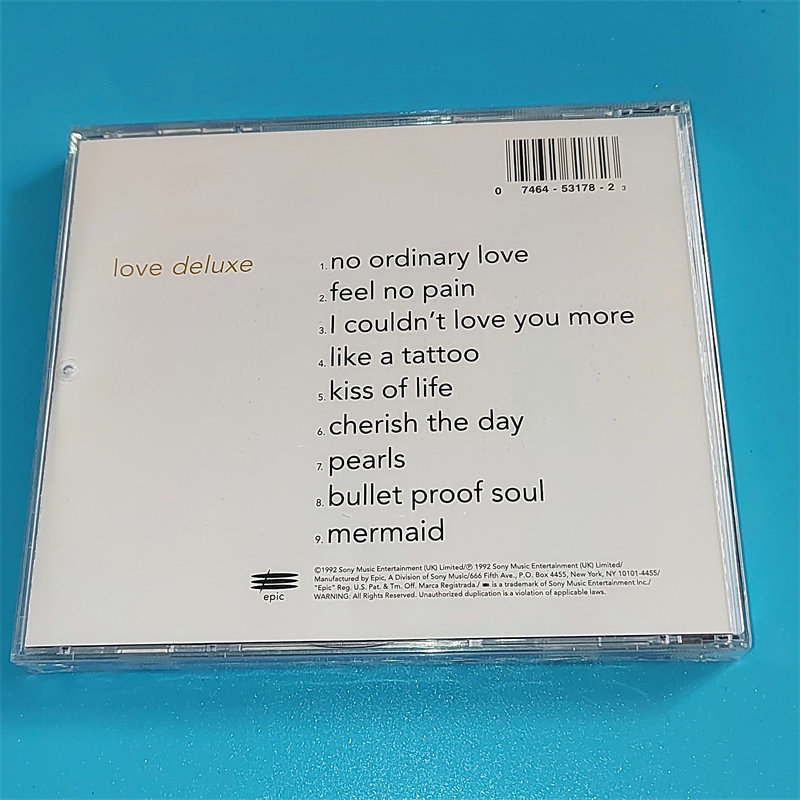 0 7464 - 53178 - 2 3
love deluxe
1. no ordinary love
2. feel no pain
3. I couldn't love you more
4. like a tattoo
5. kiss of life
6. cherish the day
7. pearls
8. bullet proof soul
9. mermaid
epic
©1992 Sony Music Entertainment (UK) Limited/℗ 1992 Sony Music Entertainment (UK) Limited/
Manufactured by Epic, A Division of Sony Music/666 Fifth Ave., P.O. Box 4455, New York, NY 10101-4455/
"Epic" Reg. U.S. Pat. & Tm. Off. Marca Registrada./ is a trademark of Sony Music Entertainment Inc./
WARNING: All Rights Reserved. Unauthorized duplication is a violation of applicable laws.